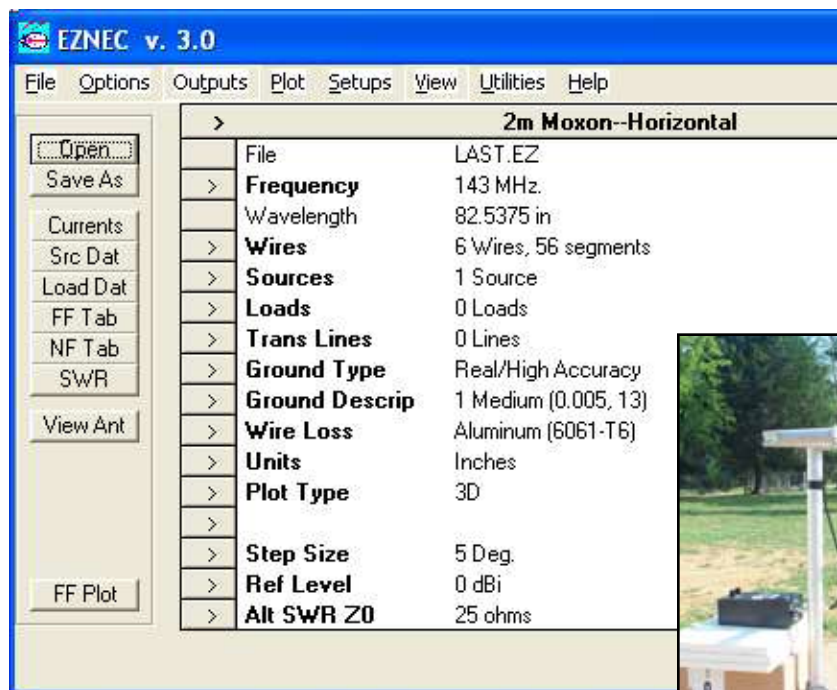 EZNEC v. 3.0
File Options Outputs Plot Setups View Utilities Help
> 2m Moxon--Horizontal
Open
Save As
Currents
Src Dat
Load Dat
FF Tab
NF Tab
SWR
View Ant
FF Plot
File LAST.EZ
> Frequency 143 MHz.
Wavelength 82.5375 in
> Wires 6 Wires, 56 segments
> Sources 1 Source
> Loads 0 Loads
> Trans Lines 0 Lines
> Ground Type Real/High Accuracy
> Ground Descrip 1 Medium (0.005, 13)
> Wire Loss Aluminum (6061-T6)
> Units Inches
> Plot Type 3D
>
> Step Size 5 Deg.
> Ref Level 0 dBi
> Alt SWR Z0 25 ohms